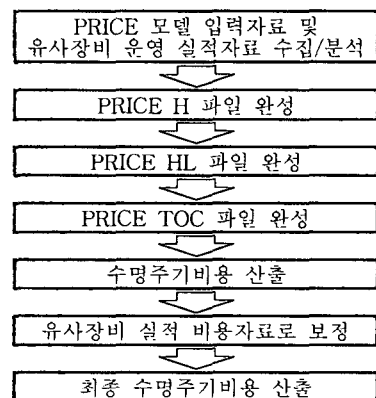 PRICE 모델 입력자료 및
유사장비 운영 실적자료 수집/분석
PRICE H 파일 완성
PRICE HL 파일 완성
PRICE TOC 파일 완성
수명주기비용 산출
유사장비 실적 비용자료로 보정
최종 수명주기비용 산출